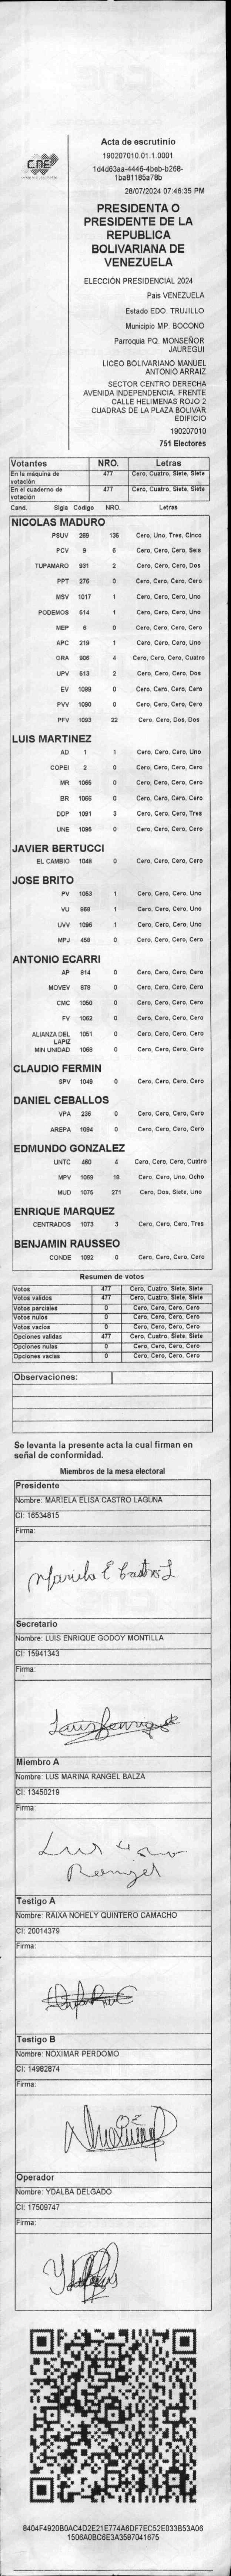 CNE
Acta de escrutinio
190207010.01.1.0001
1d4d63aa-4446-4beb-b268-
1ba81185a78b
28/07/2024 07:46:35 PM
PRESIDENTA O
PRESIDENTE DE LA
REPUBLICA
BOLIVARIANA DE
VENEZUELA
ELECCIÓN PRESIDENCIAL 2024
Pais VENEZUELA
Estado EDO. TRUJILLO
Municipio MP. BOCONO
Parroquia PQ. MONSEÑOR
JAUREGUI
LICEO BOLIVARIANO MANUEL
ANTONIO ARRAIZ
SECTOR CENTRO DERECHA
AVENIDA INDEPENDENCIA. FRENTE
CALLE HELIMENAS ROJO 2
CUADRAS DE LA PLAZA BOLIVAR
EDIFICIO
190207010
751 Electores
Votantes NRO. Letras
En la máquina de votación 477 Cero, Cuatro, Siete, Siete
En el cuaderno de votación 477 Cero, Cuatro, Siete, Siete
Cand. Sigla Código NRO. Letras
NICOLAS MADURO
PSUV 269 135 Cero, Uno, Tres, Cinco
PCV 9 6 Cero, Cero, Cero, Seis
TUPAMARO 931 2 Cero, Cero, Cero, Dos
PPT 276 0 Cero, Cero, Cero, Cero
MSV 1017 1 Cero, Cero, Cero, Uno
PODEMOS 514 1 Cero, Cero, Cero, Uno
MEP 6 0 Cero, Cero, Cero, Cero
APC 219 1 Cero, Cero, Cero, Uno
ORA 906 4 Cero, Cero, Cero, Cuatro
UPV 613 2 Cero, Cero, Cero, Dos
EV 1089 0 Cero, Cero, Cero, Cero
PVV 1090 0 Cero, Cero, Cero, Cero
PFV 1093 22 Cero, Cero, Dos, Dos
LUIS MARTINEZ
AD 1 1 Cero, Cero, Cero, Uno
COPEI 2 0 Cero, Cero, Cero, Cero
MR 1065 0 Cero, Cero, Cero, Cero
BR 1066 0 Cero, Cero, Cero, Cero
DDP 1091 3 Cero, Cero, Cero, Tres
UNE 1095 0 Cero, Cero, Cero, Cero
JAVIER BERTUCCI
EL CAMBIO 1048 0 Cero, Cero, Cero, Cero
JOSE BRITO
PV 1053 1 Cero, Cero, Cero, Uno
VU 868 1 Cero, Cero, Cero, Uno
UVV 1096 1 Cero, Cero, Cero, Uno
MPJ 458 0 Cero, Cero, Cero, Cero
ANTONIO ECARRI
AP 814 0 Cero, Cero, Cero, Cero
MOVEV 878 0 Cero, Cero, Cero, Cero
CMC 1050 0 Cero, Cero, Cero, Cero
FV 1062 0 Cero, Cero, Cero, Cero
ALIANZA DEL LAPIZ 1051 0 Cero, Cero, Cero, Cero
MIN UNIDAD 1068 0 Cero, Cero, Cero, Cero
CLAUDIO FERMIN
SPV 1049 0 Cero, Cero, Cero, Cero
DANIEL CEBALLOS
VPA 236 0 Cero, Cero, Cero, Cero
AREPA 1094 0 Cero, Cero, Cero, Cero
EDMUNDO GONZALEZ
UNTC 460 4 Cero, Cero, Cero, Cuatro
MPV 1069 18 Cero, Cero, Uno, Ocho
MUD 1075 271 Cero, Dos, Siete, Uno
ENRIQUE MARQUEZ
CENTRADOS 1073 3 Cero, Cero, Cero, Tres
BENJAMIN RAUSSEO
CONDE 1092 0 Cero, Cero, Cero, Cero
Resumen de votos
Votos 477 Cero, Cuatro, Siete, Siete
Votos válidos 477 Cero, Cuatro, Siete, Siete
Votos parciales 0 Cero, Cero, Cero, Cero
Votos nulos 0 Cero, Cero, Cero, Cero
Votos vacíos 0 Cero, Cero, Cero, Cero
Opciones validas 477 Cero, Cuatro, Siete, Siete
Opciones nulas 0 Cero, Cero, Cero, Cero
Opciones vacias 0 Cero, Cero, Cero, Cero
Observaciones:
Se levanta la presente acta la cual firman en
señal de conformidad.
Miembros de la mesa electoral
Presidente
Nombre: MARIELA ELISA CASTRO LAGUNA
CI: 16534815
Firma:
Mariela E Castro L
Secretario
Nombre: LUIS ENRIQUE GODOY MONTILLA
CI: 15941343
Firma:
Luis Enrique
Miembro A
Nombre: LUS MARINA RANGEL BALZA
CI: 13450219
Firma:
Rangel
Testigo A
Nombre: RAIXA NOHELY QUINTERO CAMACHO
CI: 20014379
Firma:
Testigo B
Nombre: NOXIMAR PERDOMO
CI: 14982874
Firma:
Operador
Nombre: YDALBA DELGADO
CI: 17509747
Firma:
8404F4920B0AC4D2E21E774A6DF7EC52E033B53A06
1506A0BC6E3A3587041675